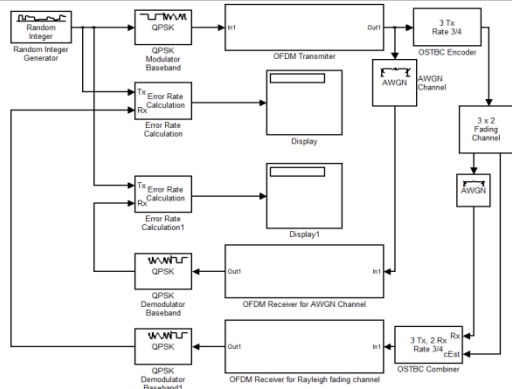 Random
Integer
Random Integer
Generator
QPSK
QPSK
Modulator
Baseband
In1
Out1
OFDM Transmiter
3 Tx
Rate 3/4
OSTBC Encoder
AWGN
AWGN
Channel
Tx
Rx
Error Rate
Calculation
Error Rate
Calculation
Display
3 x 2
Fading
Channel
AWGN
Tx
Rx
Error Rate
Calculation
Error Rate
Calculation1
Display1
QPSK
QPSK
Demodulator
Baseband
Out1
In1
OFDM Receiver for AWGN Channel
QPSK
QPSK
Demodulator
Baseband1
Out1
In1
OFDM Receiver for Rayleigh fading channel
3 Tx, 2 Rx
Rate 3/4
Rx
cEst
OSTBC Combiner